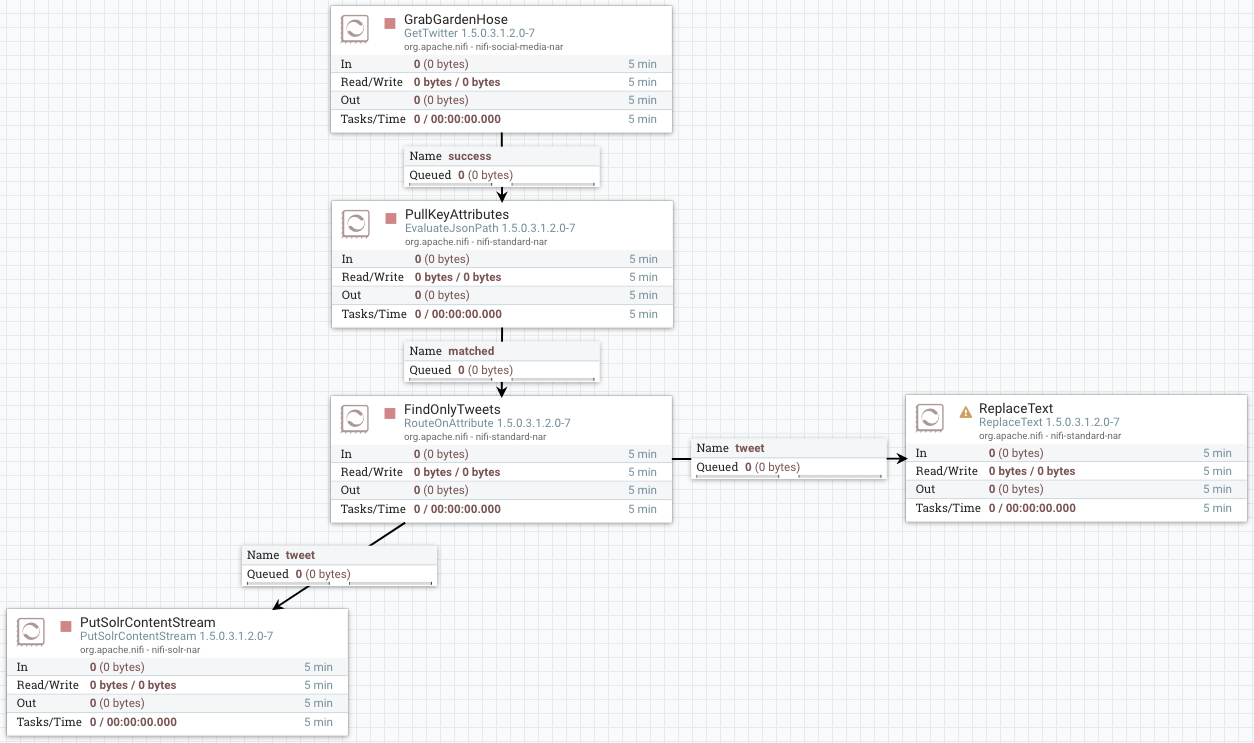 GrabGardenHose
GetTwitter 1.5.0.3.1.2.0-7
org.apache.nifi - nifi-social-media-nar
In 0 (0 bytes) 5 min
Read/Write 0 bytes / 0 bytes 5 min
Out 0 (0 bytes) 5 min
Tasks/Time 0 / 00:00:00.000 5 min
Name success
Queued 0 (0 bytes)
PullKeyAttributes
EvaluateJsonPath 1.5.0.3.1.2.0-7
org.apache.nifi - nifi-standard-nar
In 0 (0 bytes) 5 min
Read/Write 0 bytes / 0 bytes 5 min
Out 0 (0 bytes) 5 min
Tasks/Time 0 / 00:00:00.000 5 min
Name matched
Queued 0 (0 bytes)
FindOnlyTweets
RouteOnAttribute 1.5.0.3.1.2.0-7
org.apache.nifi - nifi-standard-nar
In 0 (0 bytes) 5 min
Read/Write 0 bytes / 0 bytes 5 min
Out 0 (0 bytes) 5 min
Tasks/Time 0 / 00:00:00.000 5 min
Name tweet
Queued 0 (0 bytes)
ReplaceText
ReplaceText 1.5.0.3.1.2.0-7
org.apache.nifi - nifi-standard-nar
In 0 (0 bytes) 5 min
Read/Write 0 bytes / 0 bytes 5 min
Out 0 (0 bytes) 5 min
Tasks/Time 0 / 00:00:00.000 5 min
Name tweet
Queued 0 (0 bytes)
PutSolrContentStream
PutSolrContentStream 1.5.0.3.1.2.0-7
org.apache.nifi - nifi-solr-nar
In 0 (0 bytes) 5 min
Read/Write 0 bytes / 0 bytes 5 min
Out 0 (0 bytes) 5 min
Tasks/Time 0 / 00:00:00.000 5 min